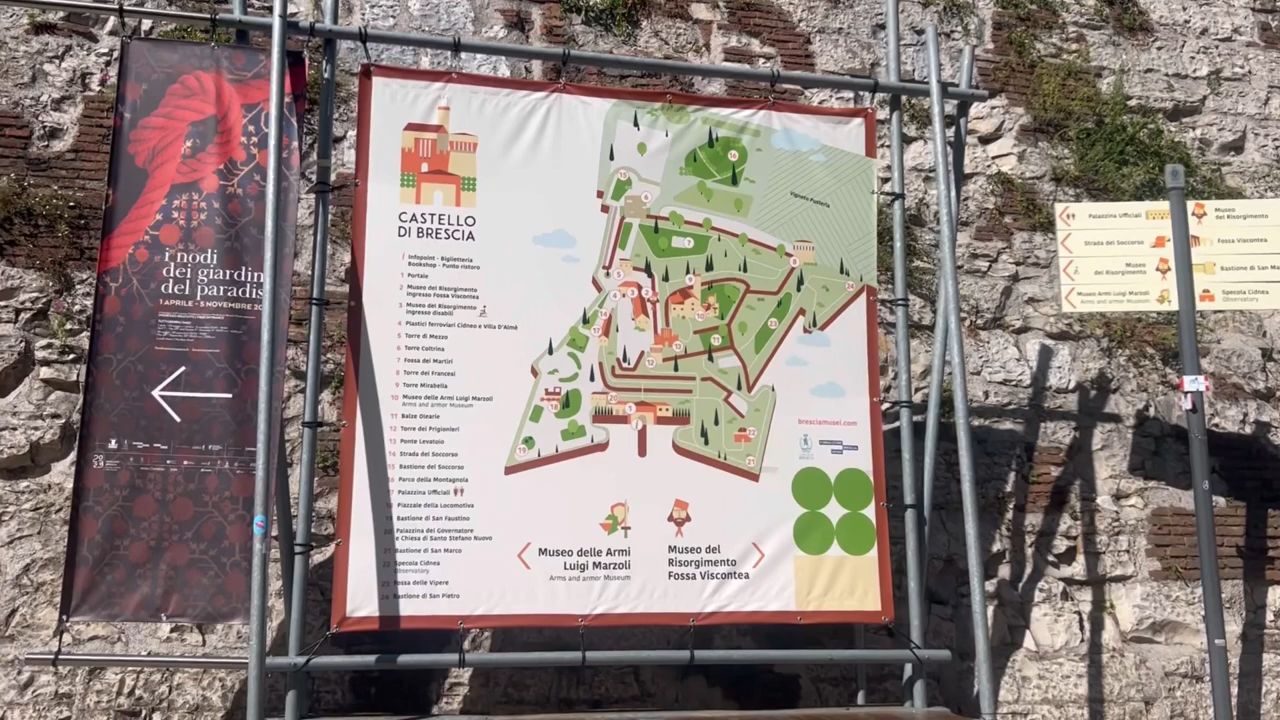 i nodi
dei giardin
del paradis
1 APRILE - 5 NOVEMBRE 20
CASTELLO
DI BRESCIA
i Infopoint - Biglietteria
Bookshop - Punto ristoro
1 Portale
2 Museo del Risorgimento
ingresso Fossa Viscontea
3 Museo del Risorgimento
ingresso disabili
4 Plastici ferroviari Cidneo e Villa D'Almè
5 Torre di Mezzo
6 Torre Coltrina
7 Fossa dei Martiri
8 Torre dei Francesi
9 Torre Mirabella
10 Museo delle Armi Luigi Marzoli
Arms and armor Museum
11 Balze Olearie
12 Torre dei Prigionieri
13 Ponte Levatoio
14 Strada del Soccorso
15 Bastione del Soccorso
16 Parco della Montagnola
17 Palazzina Ufficiali
18 Piazzale della Locomotiva
19 Bastione di San Faustino
20 Palazzina del Governatore
e Chiesa di Santo Stefano Nuovo
21 Bastione di San Marco
22 Specola Cidnea
Observatory
23 Fossa delle Vipere
24 Bastione di San Pietro
Vigneto Pusterla
bresciamusei.com
Museo delle Armi
Luigi Marzoli
Arms and armor Museum
Museo del
Risorgimento
Fossa Viscontea
Palazzina Ufficiali
Museo
del Risorgimento
Strada del Soccorso
Fossa Viscontea
Museo
del Risorgimento
Bastione di San Ma
Museo Armi Luigi Marzoli
Arms and armor Museum
Specola Cidnea
Observatory